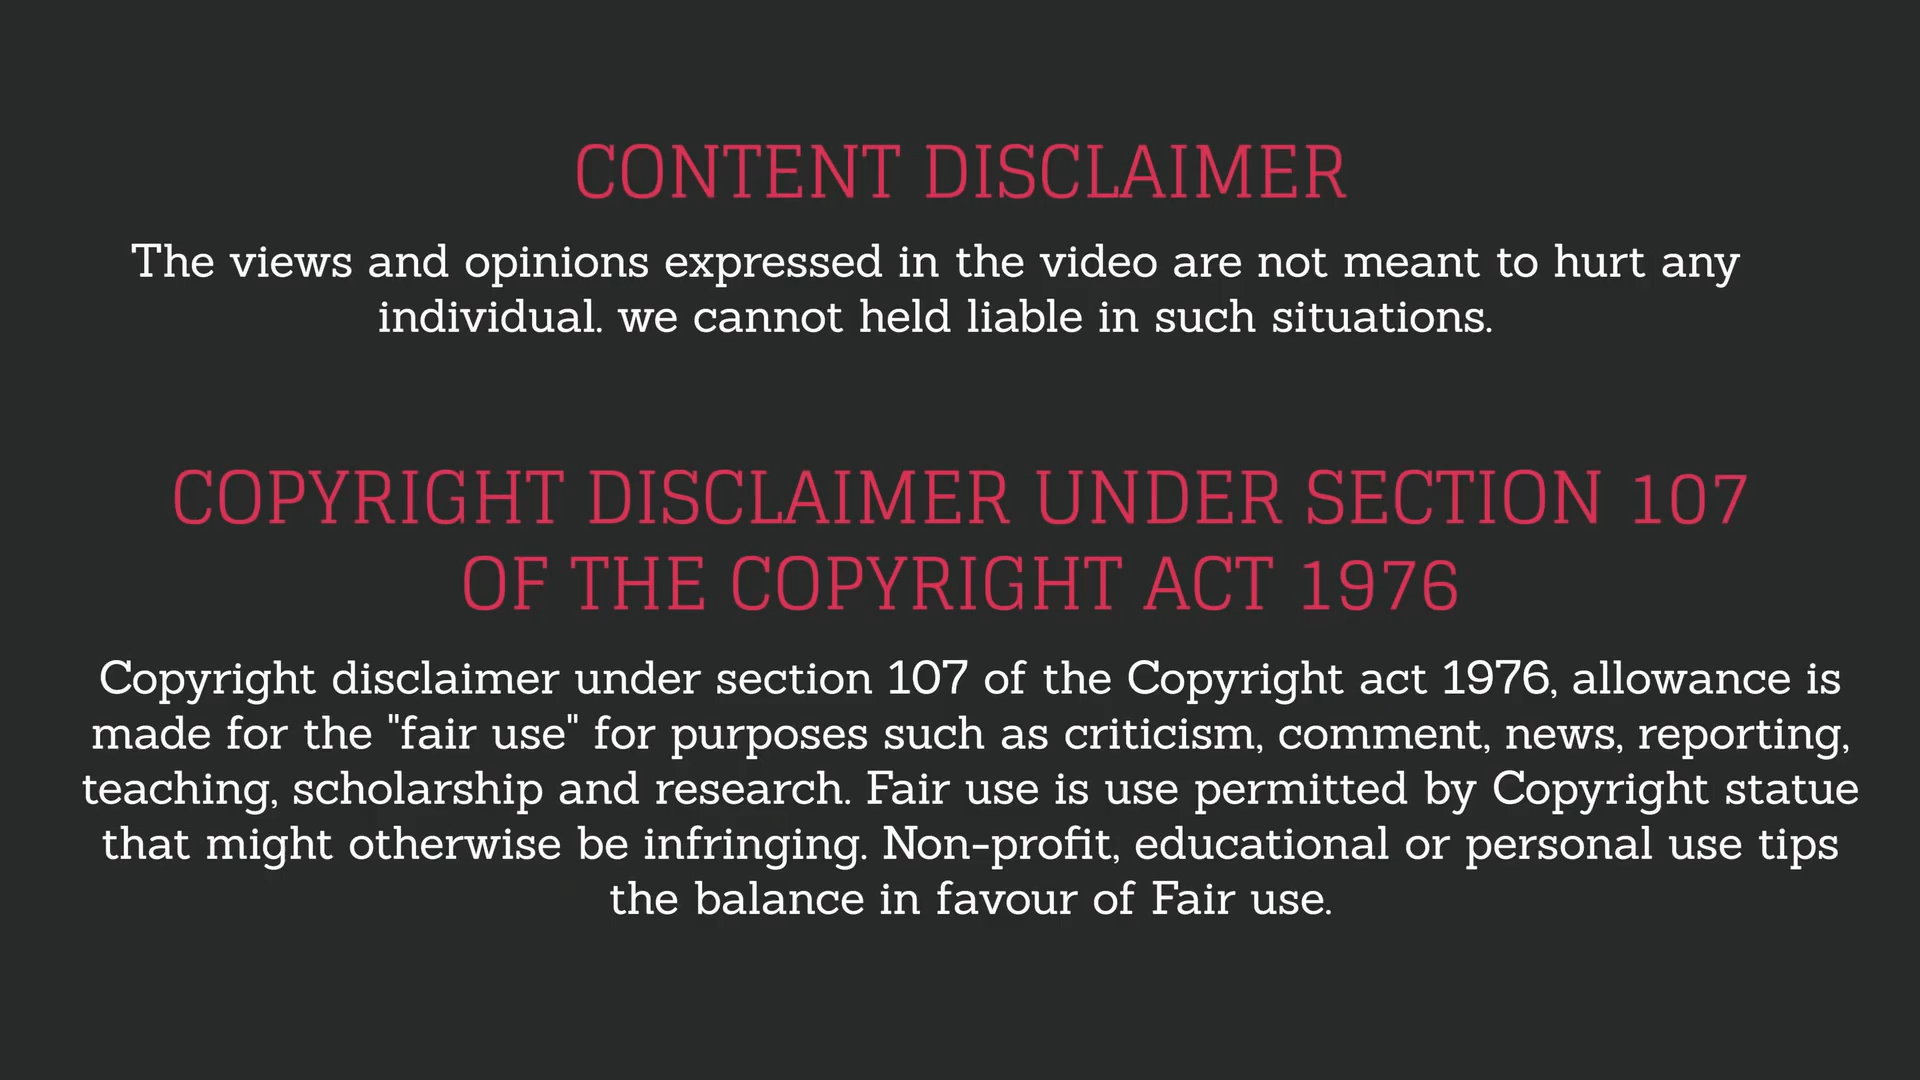 CONTENT DISCLAIMER
The views and opinions expressed in the video are not meant to hurt any
individual. we cannot held liable in such situations.
COPYRIGHT DISCLAIMER UNDER SECTION 107
OF THE COPYRIGHT ACT 1976
Copyright disclaimer under section 107 of the Copyright act 1976, allowance is
made for the "fair use" for purposes such as criticism, comment, news, reporting,
teaching, scholarship and research. Fair use is use permitted by Copyright statue
that might otherwise be infringing. Non-profit, educational or personal use tips
the balance in favour of Fair use.